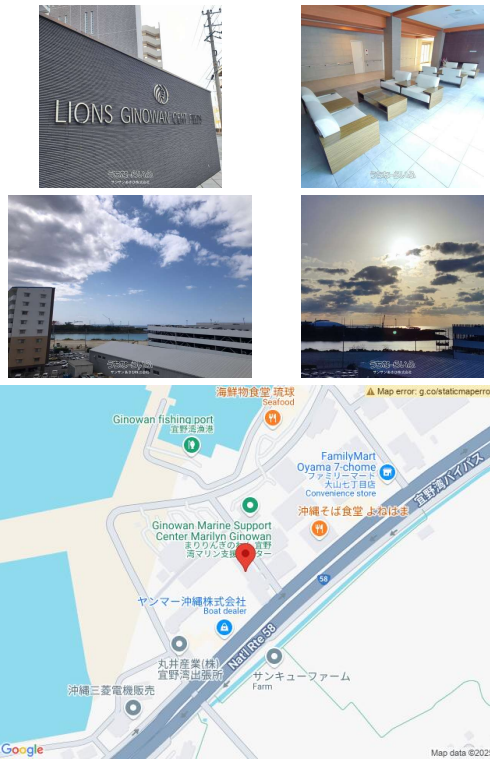 LIONS GINOWAN
海鮮物食堂 琉球
Seafood
Map error: g.co/staticmaperro
Ginowan fishing port
宜野湾漁港
FamilyMart
Oyama 7-chome
ファミリーマート
大山七丁目店
Convenience store
宜野湾バイパス
沖縄そば食堂 よねはま
Ginowan Marine Support
Center Marilyn Ginowan
まりりんぎのわん 宜野
湾マリン支援センター
58
ヤンマー沖縄株式会社
Boat dealer
Nat'l Rte 58
丸井産業(株)
宜野湾出張所
サンキューファーム
Farm
沖縄三菱電機販売
Google
Map data ©2025